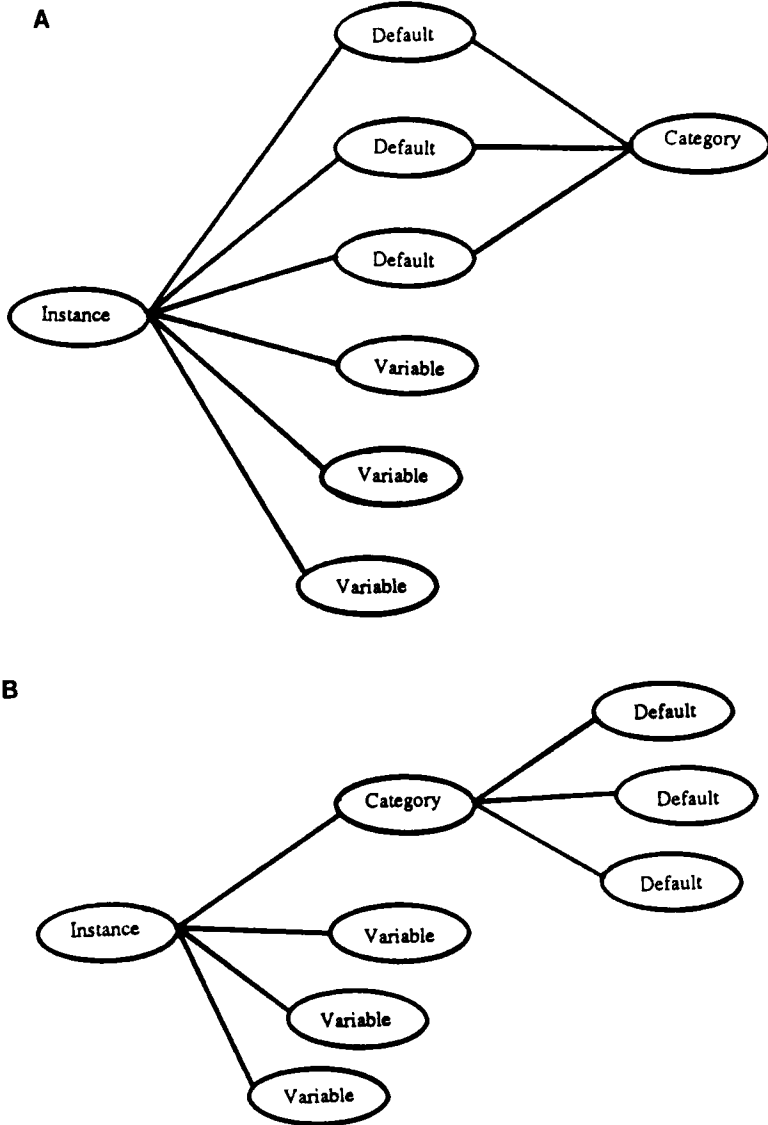 A
Default
Default
Category
Default
Instance
Variable
Variable
Variable
B
Default
Category
Default
Default
Instance
Variable
Variable
Variable